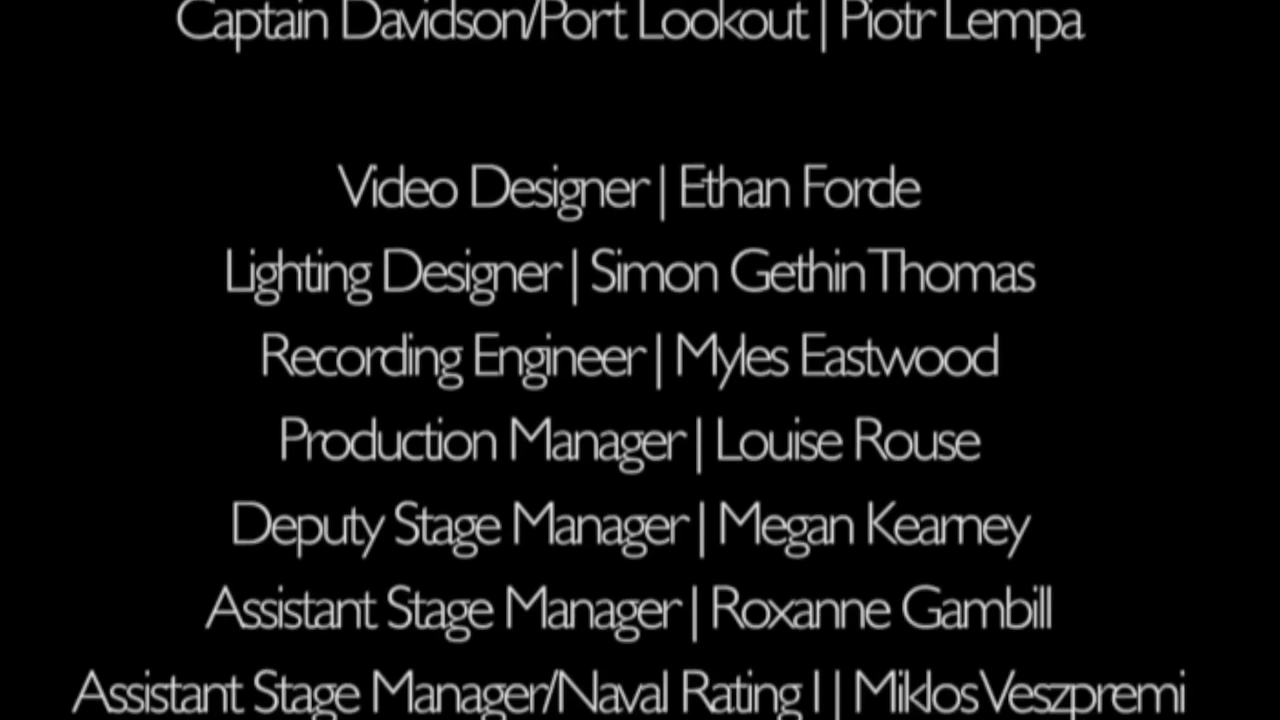 Captain Davidson/Port Lookout | Piotr Lempa
Video Designer | Ethan Forde
Lighting Designer | Simon Gethin Thomas
Recording Engineer | Myles Eastwood
Production Manager | Louise Rouse
Deputy Stage Manager | Megan Kearney
Assistant Stage Manager | Roxanne Gambill
Assistant Stage Manager/Naval Rating I | Miklos Veszpremi